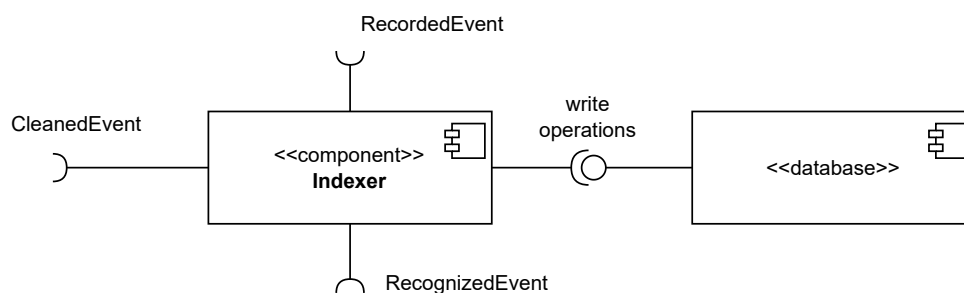 RecordedEvent
CleanedEvent
<<component>>
Indexer
write
operations
<<database>>
RecognizedEvent